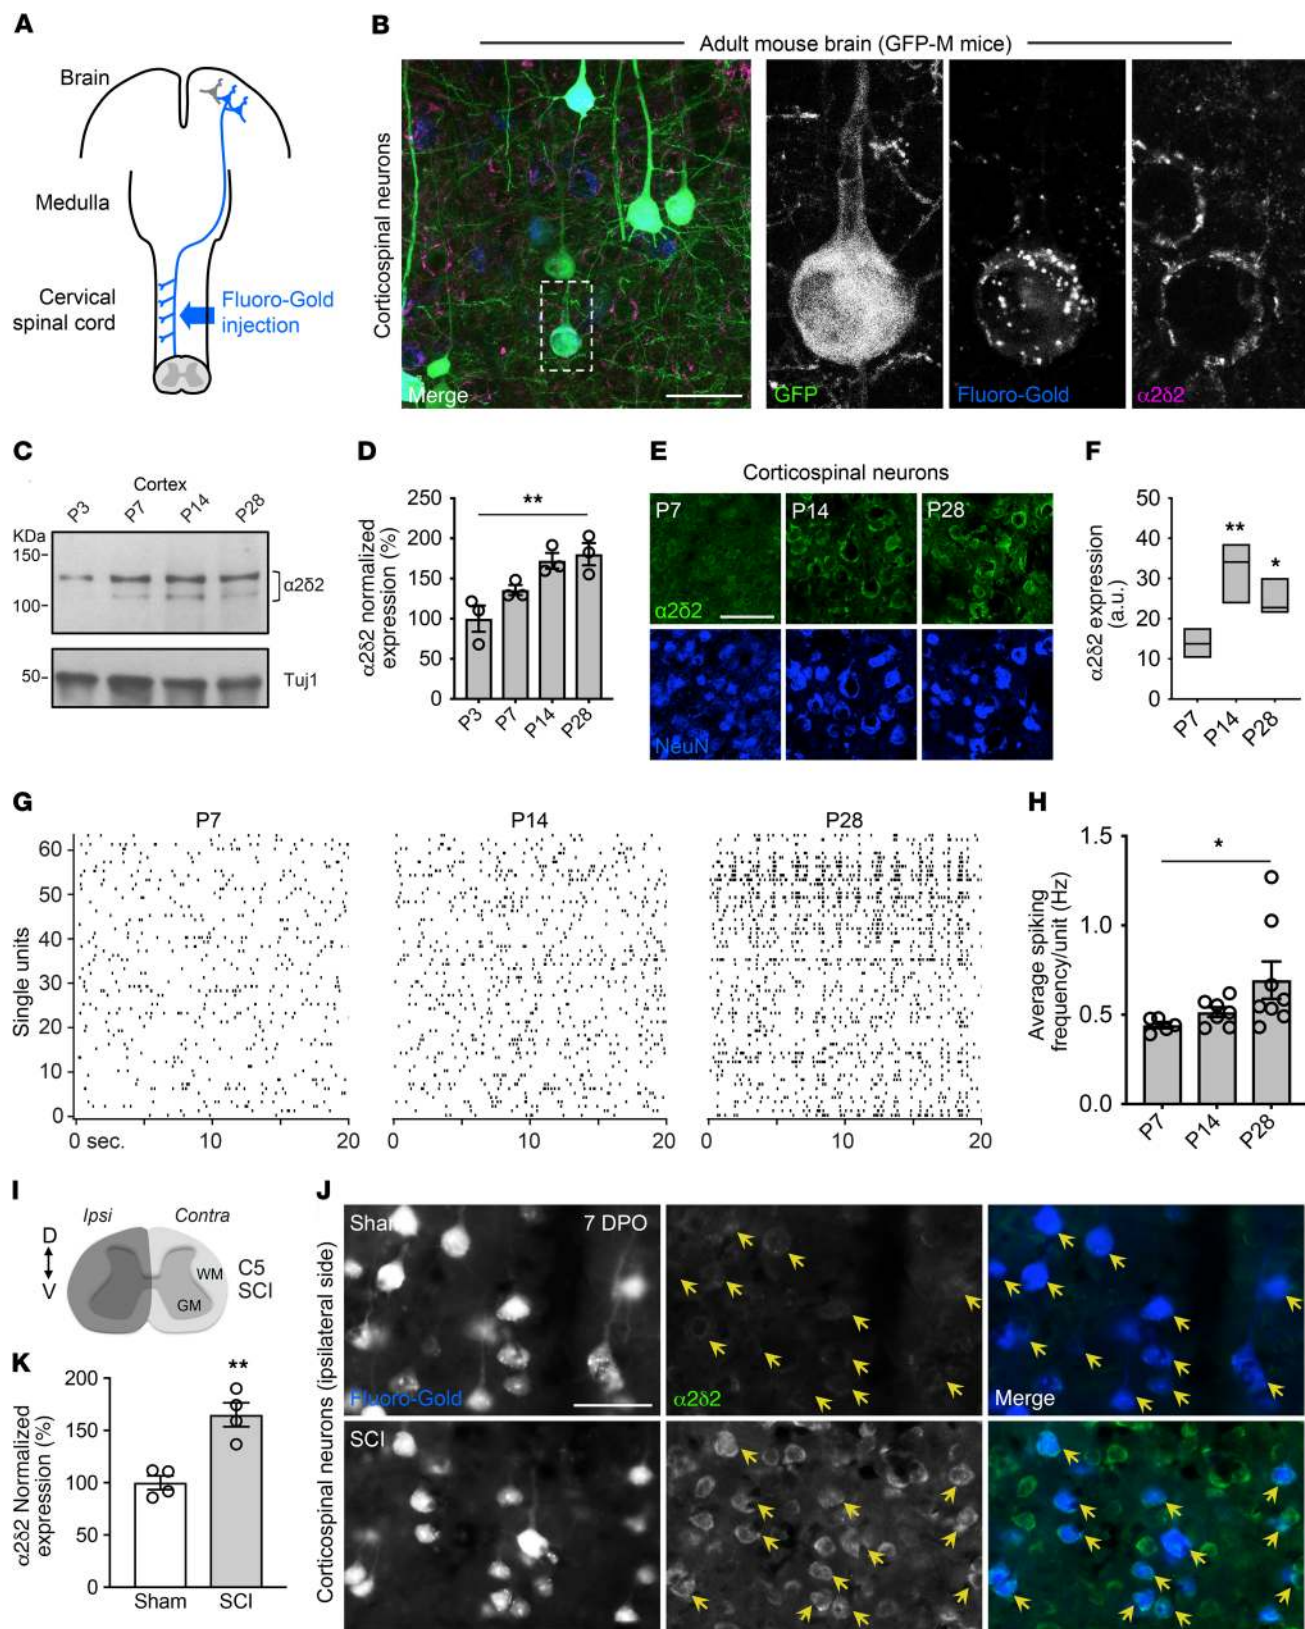 A
Brain
Medulla
Cervical
spinal cord
Fluoro-Gold
injection
B
Adult mouse brain (GFP-M mice)
Corticospinal neurons
Merge
GFP
Fluoro-Gold
α2δ2
C
Cortex
P3
P7
P14
P28
KDa
150
100
50
α2δ2
Tuj1
D
α2δ2 normalized
expression (%)
250
200
150
100
50
0
**
P3
P7
P14
P28
E
Corticospinal neurons
P7
P14
P28
α2δ2
NeuN
F
α2δ2 expression
(a.u.)
50
40
30
20
10
0
**
*
P7
P14
P28
G
P7
P14
P28
Single units
60
50
40
30
20
10
0
0 sec.
10
20
0
10
20
0
10
20
H
Average spiking
frequency/unit (Hz)
1.5
1.0
0.5
0.0
*
P7
P14
P28
I
Ipsi
Contra
D
V
WM
GM
C5
SCI
J
Corticospinal neurons (ipsilateral side)
Sham
7 DPO
Fluoro-Gold
α2δ2
Merge
SCI
K
α2δ2 Normalized
expression (%)
200
150
100
50
0
**
Sham
SCI